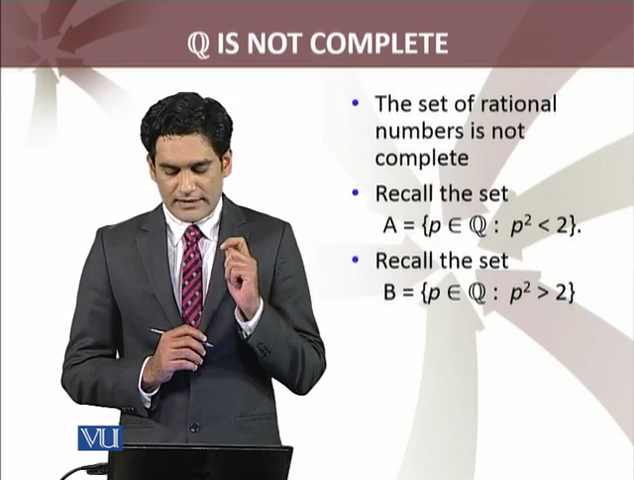 ℚ IS NOT COMPLETE
• The set of rational
numbers is not
complete
• Recall the set
A = {p ∈ ℚ : p² < 2}.
• Recall the set
B = {p ∈ ℚ : p² > 2}
VU